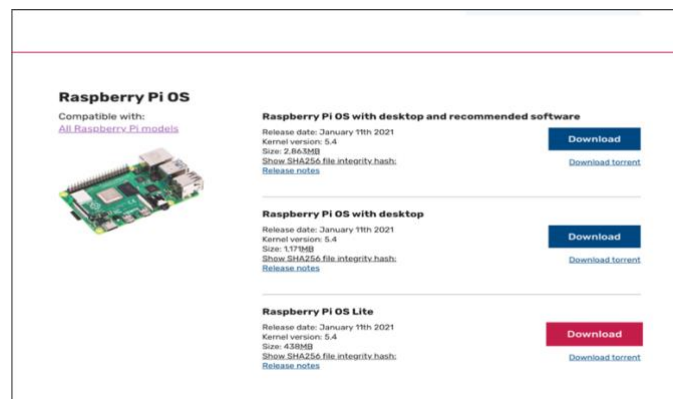 Raspberry Pi OS
Compatible with:
All Raspberry Pi models
Raspberry Pi OS with desktop and recommended software
Release date: January 11th 2021
Kernel version: 5.4
Size: 2,863MB
Show SHA256 file integrity hash:
Release notes
Download
Download torrent
Raspberry Pi OS with desktop
Release date: January 11th 2021
Kernel version: 5.4
Size: 1,171MB
Show SHA256 file integrity hash:
Release notes
Download
Download torrent
Raspberry Pi OS Lite
Release date: January 11th 2021
Kernel version: 5.4
Size: 438MB
Show SHA256 file integrity hash:
Release notes
Download
Download torrent